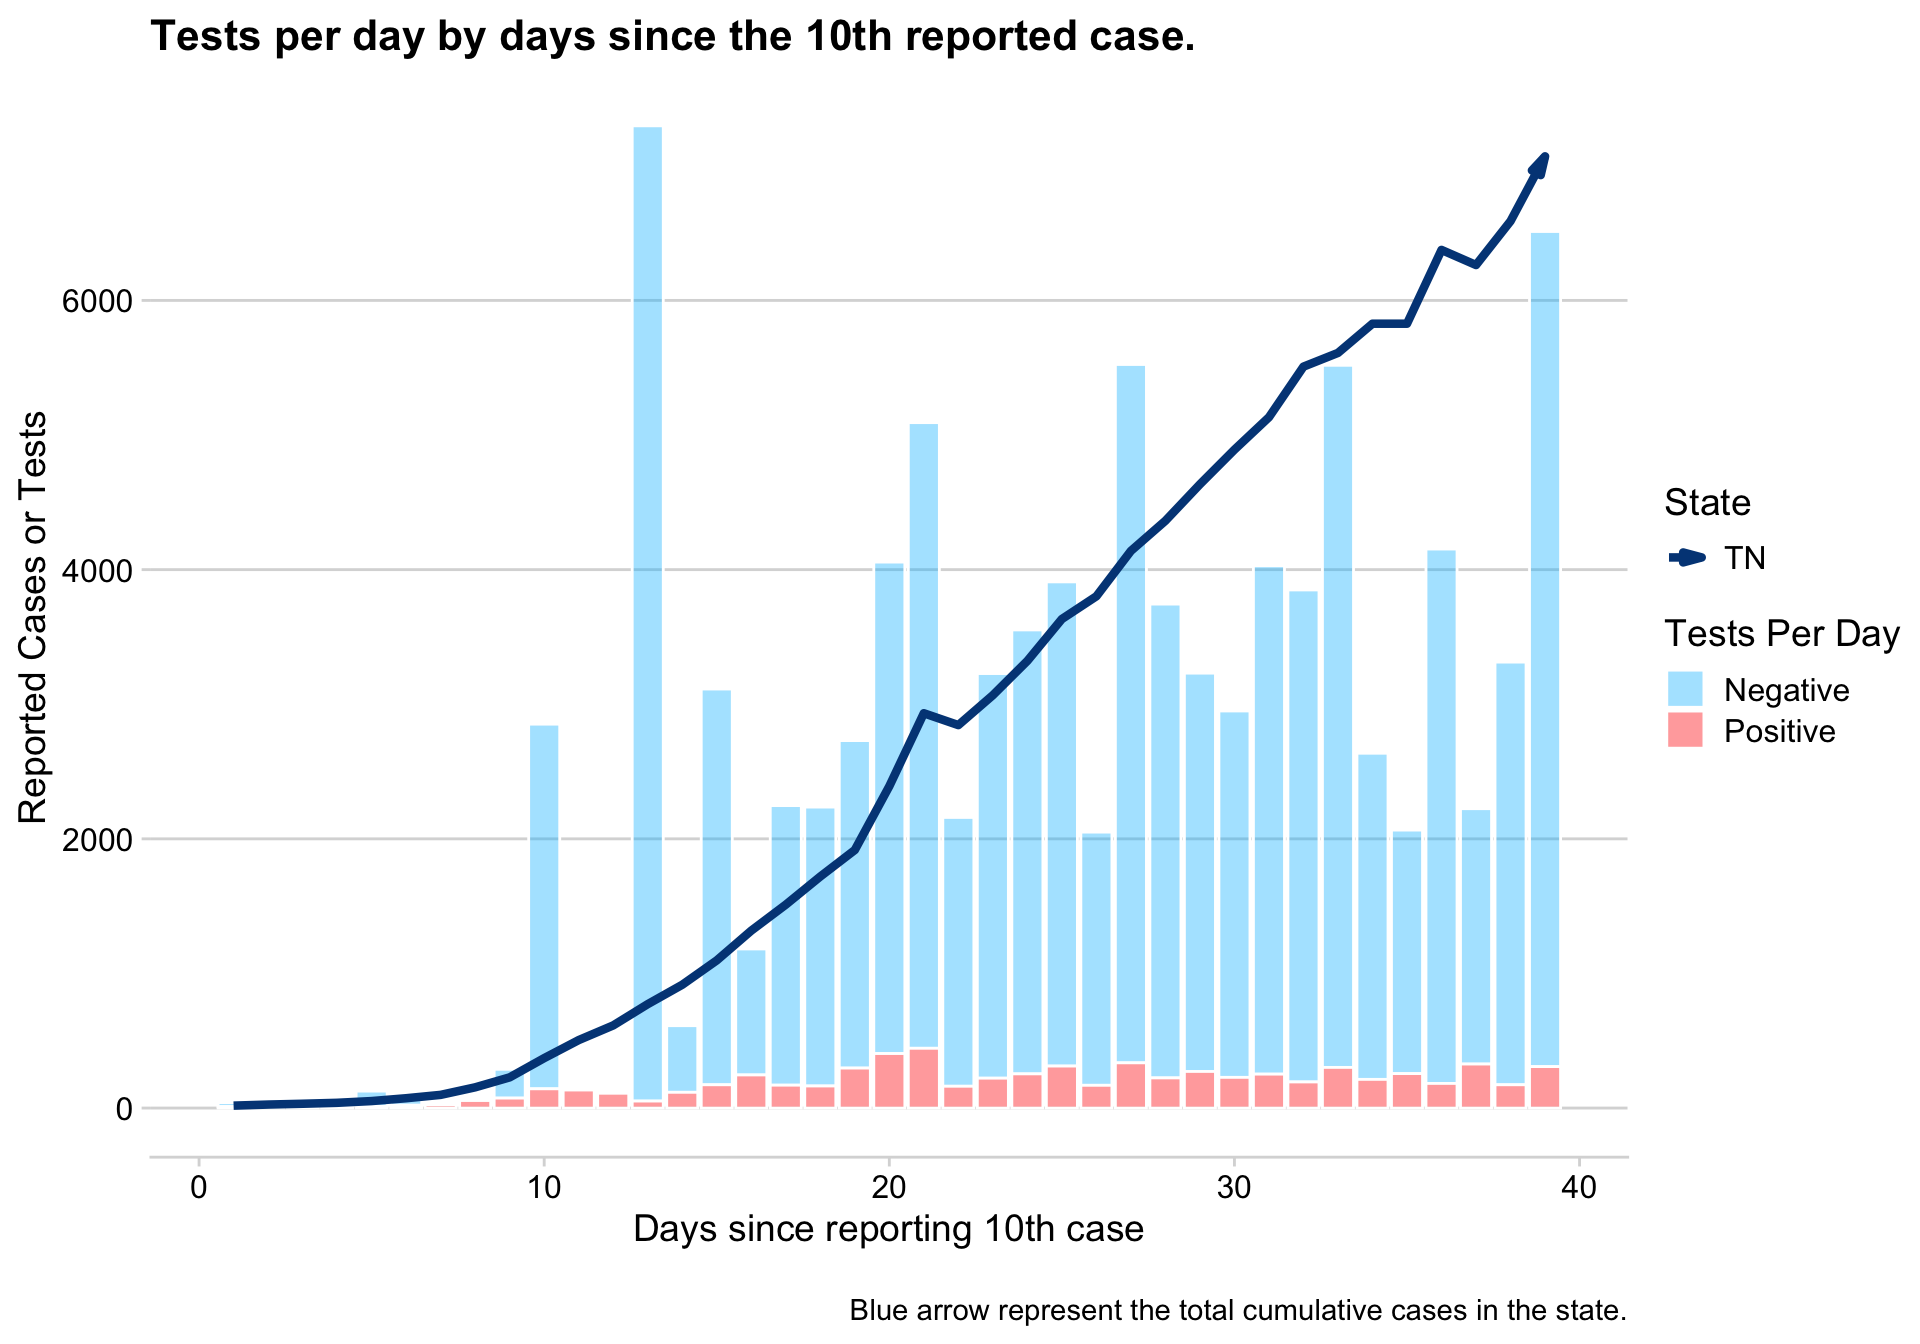 Tests per day by days since the 10th reported case.
Reported Cases or Tests
6000
4000
2000
0
0 10 20 30 40
Days since reporting 10th case
State
TN
Tests Per Day
Negative
Positive
Blue arrow represent the total cumulative cases in the state.